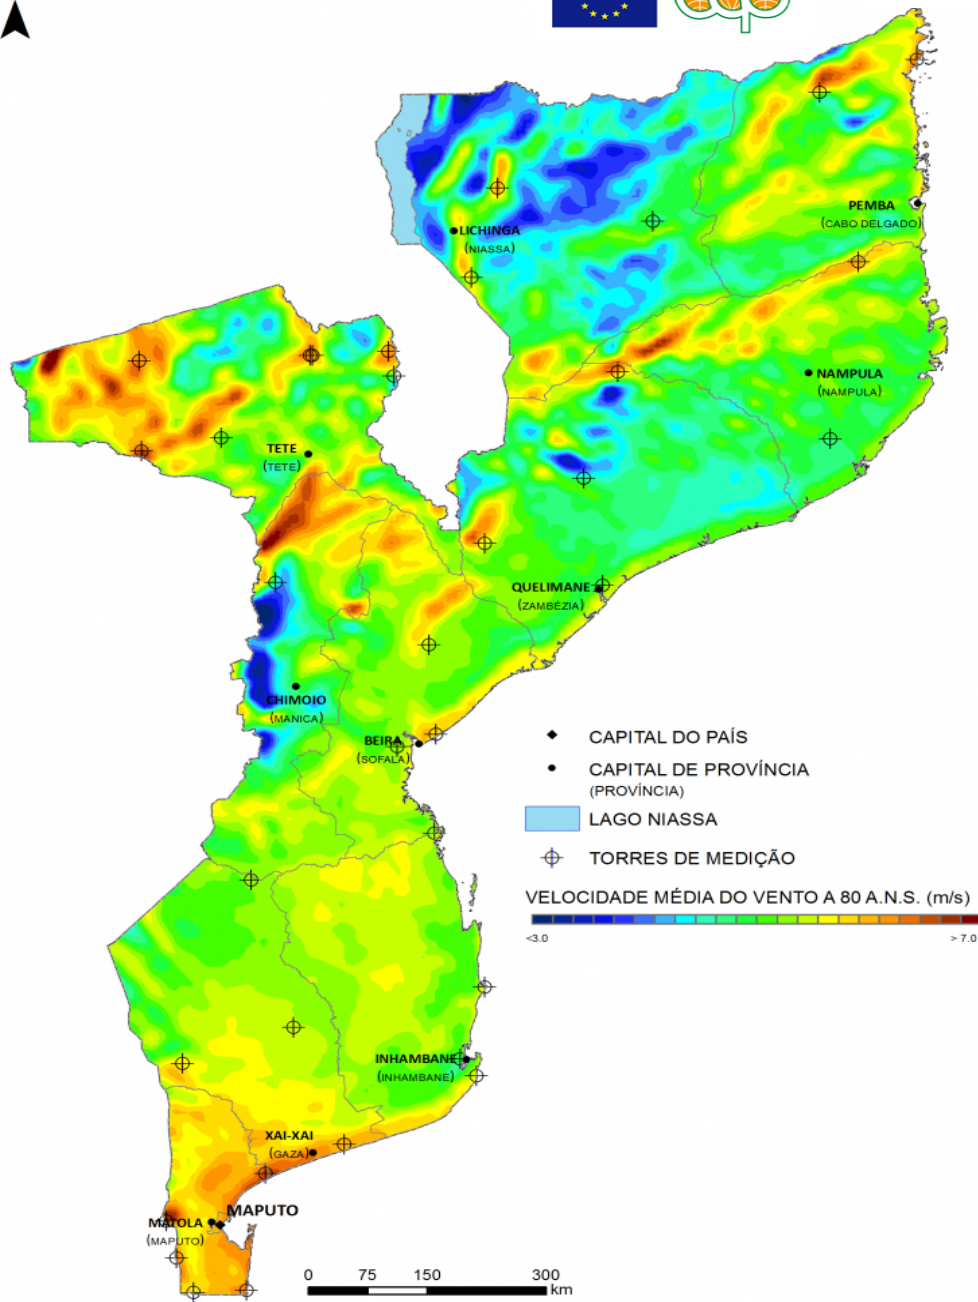 PEMBA
(CABO DELGADO)
LICHINGA
(NIASSA)
NAMPULA
(NAMPULA)
TETE
(TETE)
QUELIMANE
(ZAMBÉZIA)
CHIMOIO
(MANICA)
BEIRA
(SOFALA)
CAPITAL DO PAÍS
CAPITAL DE PROVÍNCIA
(PROVÍNCIA)
LAGO NIASSA
TORRES DE MEDIÇÃO
VELOCIDADE MÉDIA DO VENTO A 80 A.N.S. (m/s)
<3.0 > 7.0
INHAMBANE
(INHAMBANE)
XAI-XAI
(GAZA)
MAPUTO
MATOLA
(MAPUTO)
0 75 150 300
km